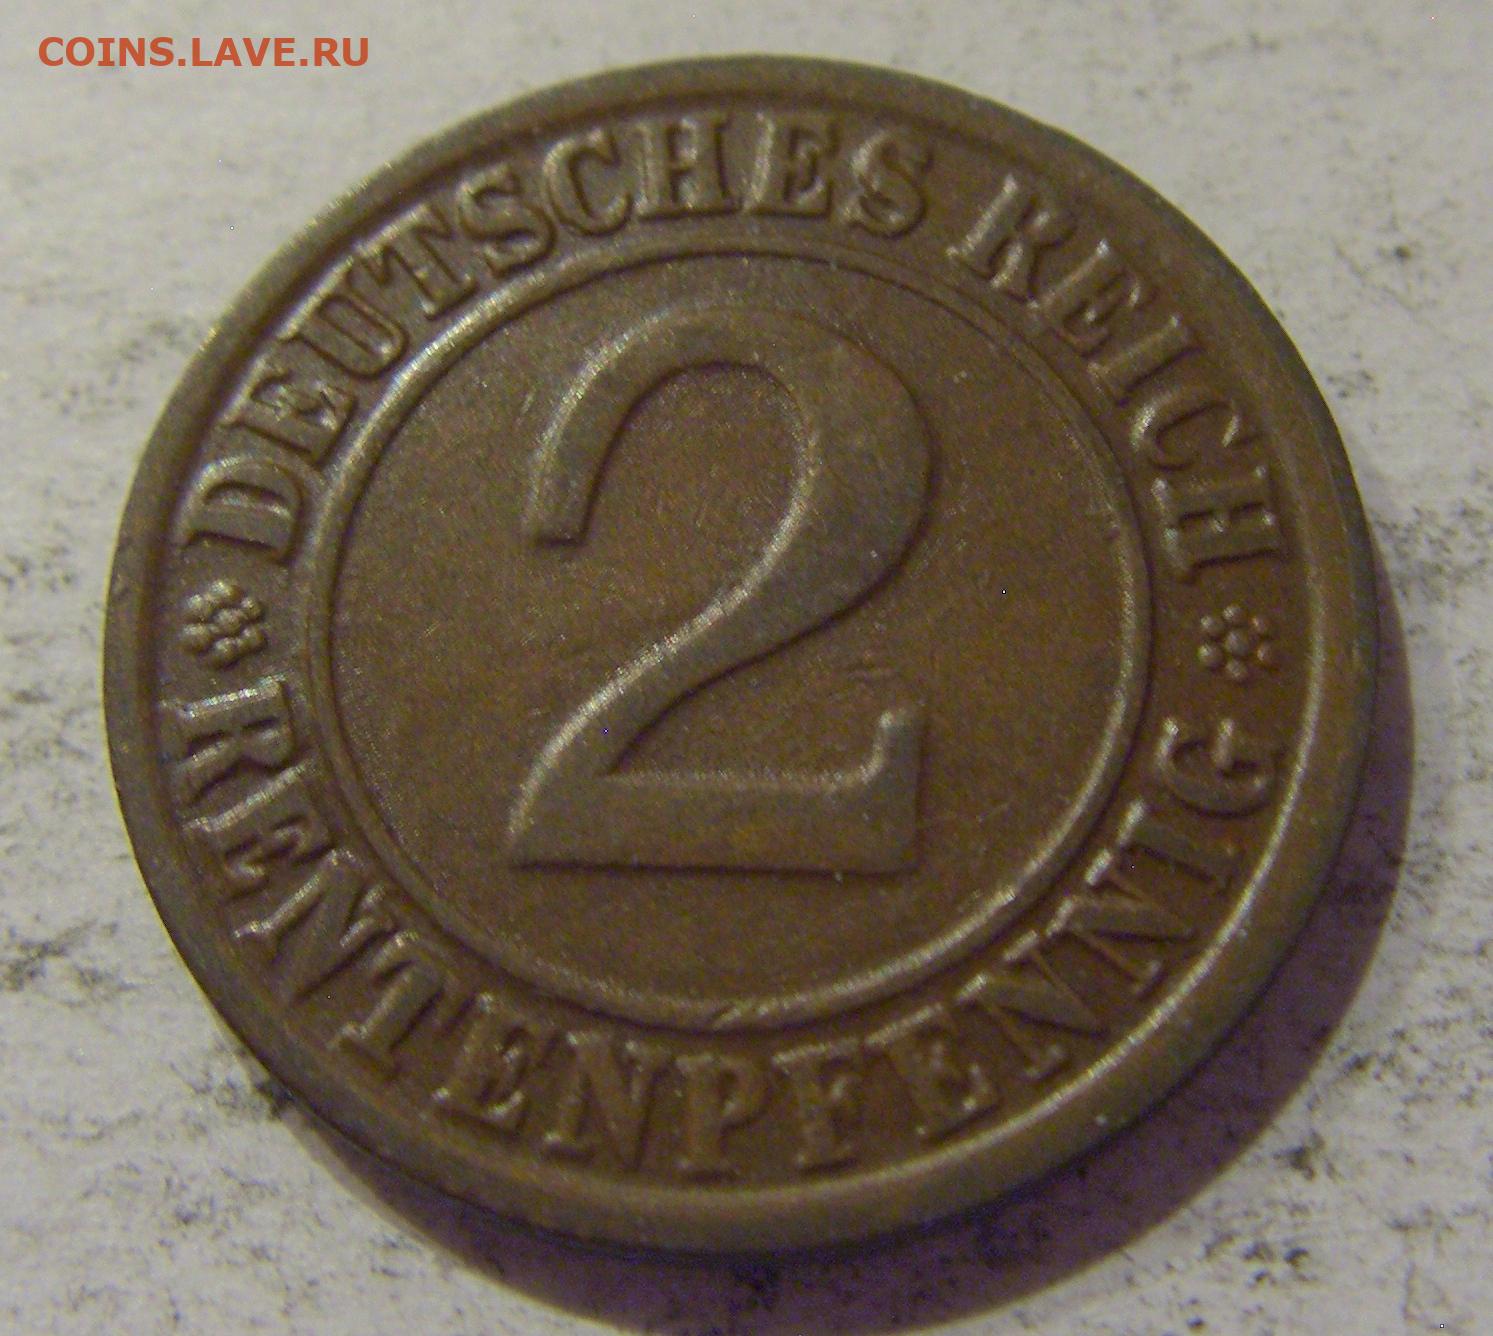 COINS.LAVE.RU
DEUTSCHES REICH
2
RENTENPFENNIG